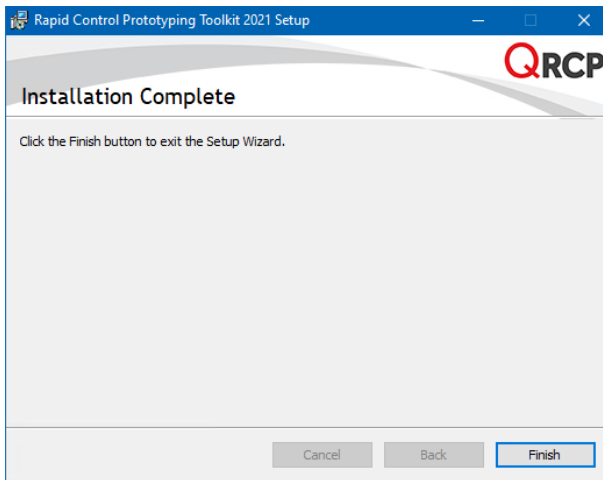 Rapid Control Prototyping Toolkit 2021 Setup
QRCP
Installation Complete
Click the Finish button to exit the Setup Wizard.
Cancel
Back
Finish